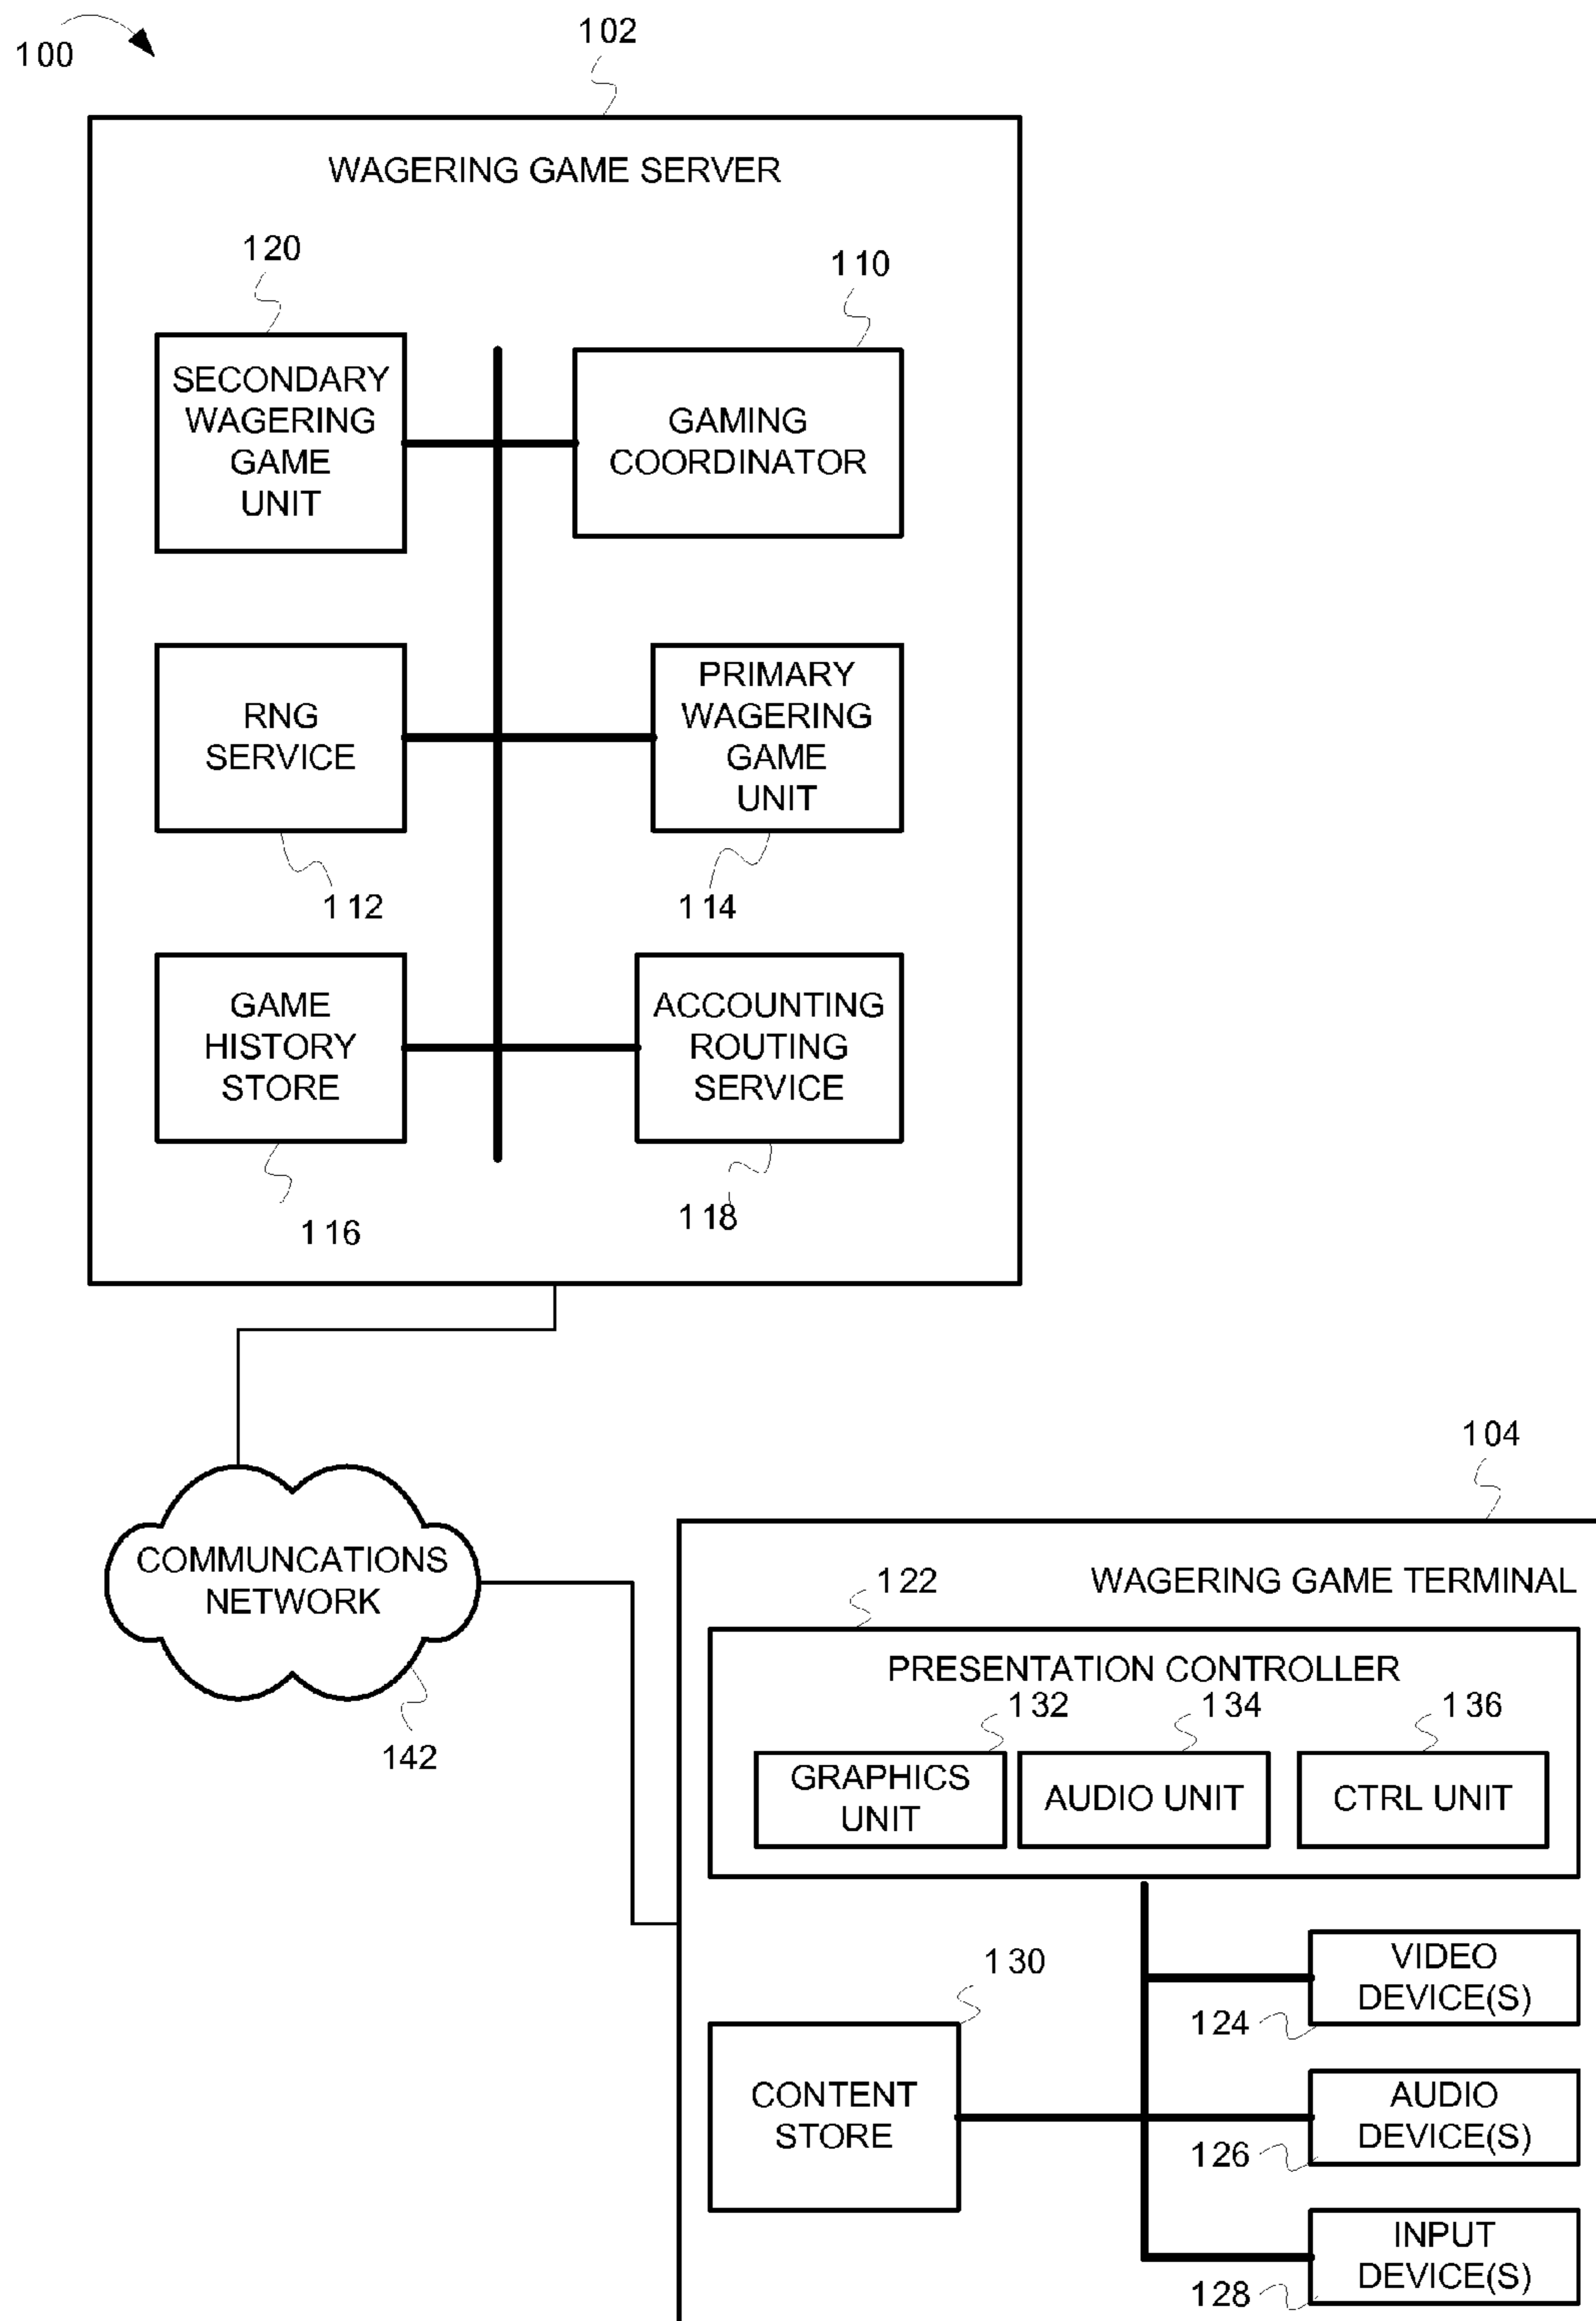 100
102
WAGERING GAME SERVER
120
110
SECONDARY
WAGERING
GAME
UNIT
GAMING
COORDINATOR
RNG
SERVICE
PRIMARY
WAGERING
GAME
UNIT
112
114
GAME
HISTORY
STORE
ACCOUNTING
ROUTING
SERVICE
116
118
COMMUNCATIONS
NETWORK
142
104
WAGERING GAME TERMINAL
122
PRESENTATION CONTROLLER
132
134
136
GRAPHICS
UNIT
AUDIO UNIT
CTRL UNIT
130
CONTENT
STORE
VIDEO
DEVICE(S)
124
AUDIO
DEVICE(S)
126
INPUT
DEVICE(S)
128